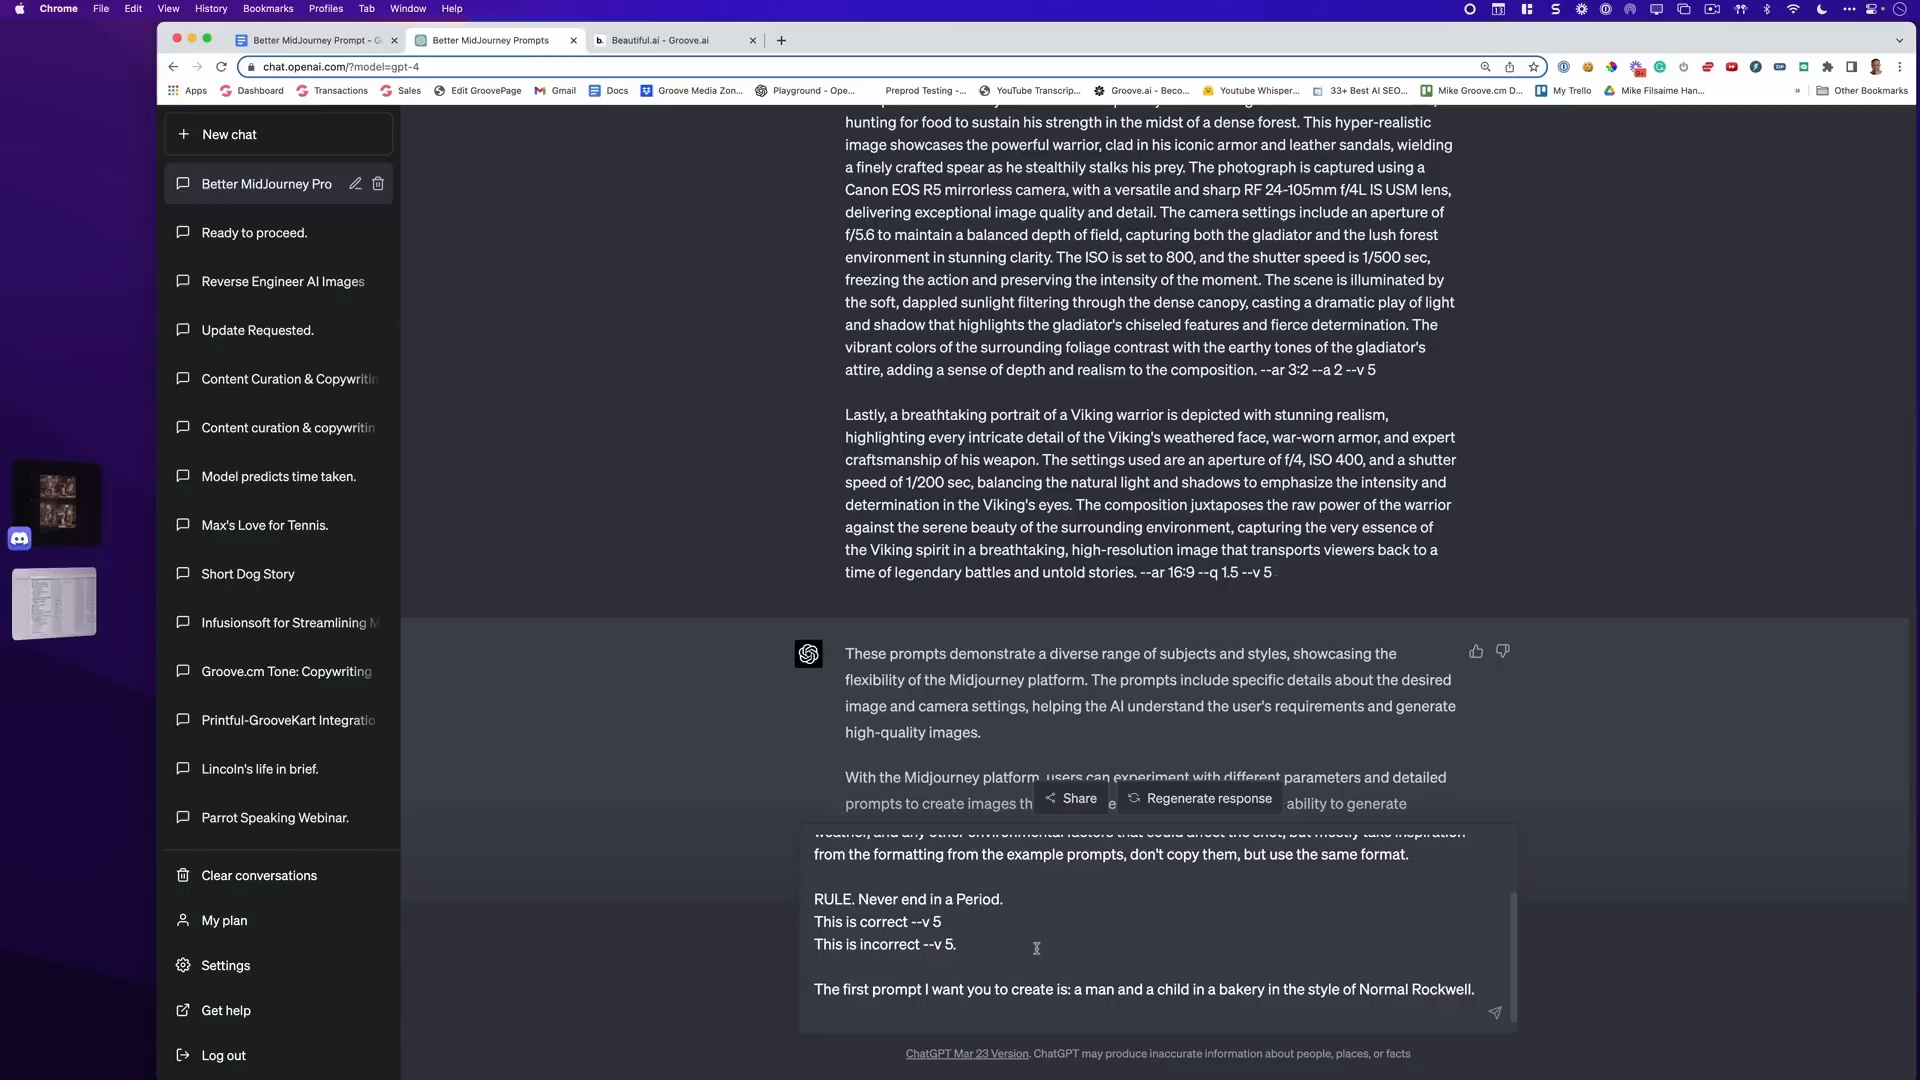 Chrome File Edit View History Bookmarks Profiles Tab Window Help
Better MidJourney Prompt - G
Better MidJourney Prompts
b. Beautiful.ai - Groove.ai
chat.openai.com/?model=gpt-4
Apps Dashboard Transactions Sales Edit GroovePage Gmail Docs Groove Media Zon... Playground - Ope... Preprod Testing -... YouTube Transcrip... Groove.ai - Beco... Youtube Whisper... 33+ Best AI SEO... Mike Groove.cm D... My Trello Mike Filsaime Han... » Other Bookmarks
New chat
Better MidJourney Pro
Ready to proceed.
Reverse Engineer AI Images
Update Requested.
Content Curation & Copywritin
Content curation & copywritin
Model predicts time taken.
Max's Love for Tennis.
Short Dog Story
Infusionsoft for Streamlining M
Groove.cm Tone: Copywriting
Printful-GrooveKart Integratio
Lincoln's life in brief.
Parrot Speaking Webinar.
Clear conversations
My plan
Settings
Get help
Log out
hunting for food to sustain his strength in the midst of a dense forest. This hyper-realistic
image showcases the powerful warrior, clad in his iconic armor and leather sandals, wielding
a finely crafted spear as he stealthily stalks his prey. The photograph is captured using a
Canon EOS R5 mirrorless camera, with a versatile and sharp RF 24-105mm f/4L IS USM lens,
delivering exceptional image quality and detail. The camera settings include an aperture of
f/5.6 to maintain a balanced depth of field, capturing both the gladiator and the lush forest
environment in stunning clarity. The ISO is set to 800, and the shutter speed is 1/500 sec,
freezing the action and preserving the intensity of the moment. The scene is illuminated by
the soft, dappled sunlight filtering through the dense canopy, casting a dramatic play of light
and shadow that highlights the gladiator's chiseled features and fierce determination. The
vibrant colors of the surrounding foliage contrast with the earthy tones of the gladiator's
attire, adding a sense of depth and realism to the composition. --ar 3:2 --a 2 --v 5
Lastly, a breathtaking portrait of a Viking warrior is depicted with stunning realism,
highlighting every intricate detail of the Viking's weathered face, war-worn armor, and expert
craftsmanship of his weapon. The settings used are an aperture of f/4, ISO 400, and a shutter
speed of 1/200 sec, balancing the natural light and shadows to emphasize the intensity and
determination in the Viking's eyes. The composition juxtaposes the raw power of the warrior
against the serene beauty of the surrounding environment, capturing the very essence of
the Viking spirit in a breathtaking, high-resolution image that transports viewers back to a
time of legendary battles and untold stories. --ar 16:9 --q 1.5 --v 5
These prompts demonstrate a diverse range of subjects and styles, showcasing the
flexibility of the Midjourney platform. The prompts include specific details about the desired
image and camera settings, helping the AI understand the user's requirements and generate
high-quality images.
With the Midjourney platform, users can experiment with different parameters and detailed
prompts to create images th
ability to generate
Share
Regenerate response
weather, and any other environmental factors that could affect the shot, but mostly take inspiration
from the formatting from the example prompts, don't copy them, but use the same format.
RULE. Never end in a Period.
This is correct --v 5
This is incorrect --v 5.
The first prompt I want you to create is: a man and a child in a bakery in the style of Normal Rockwell.
ChatGPT Mar 23 Version. ChatGPT may produce inaccurate information about people, places, or facts